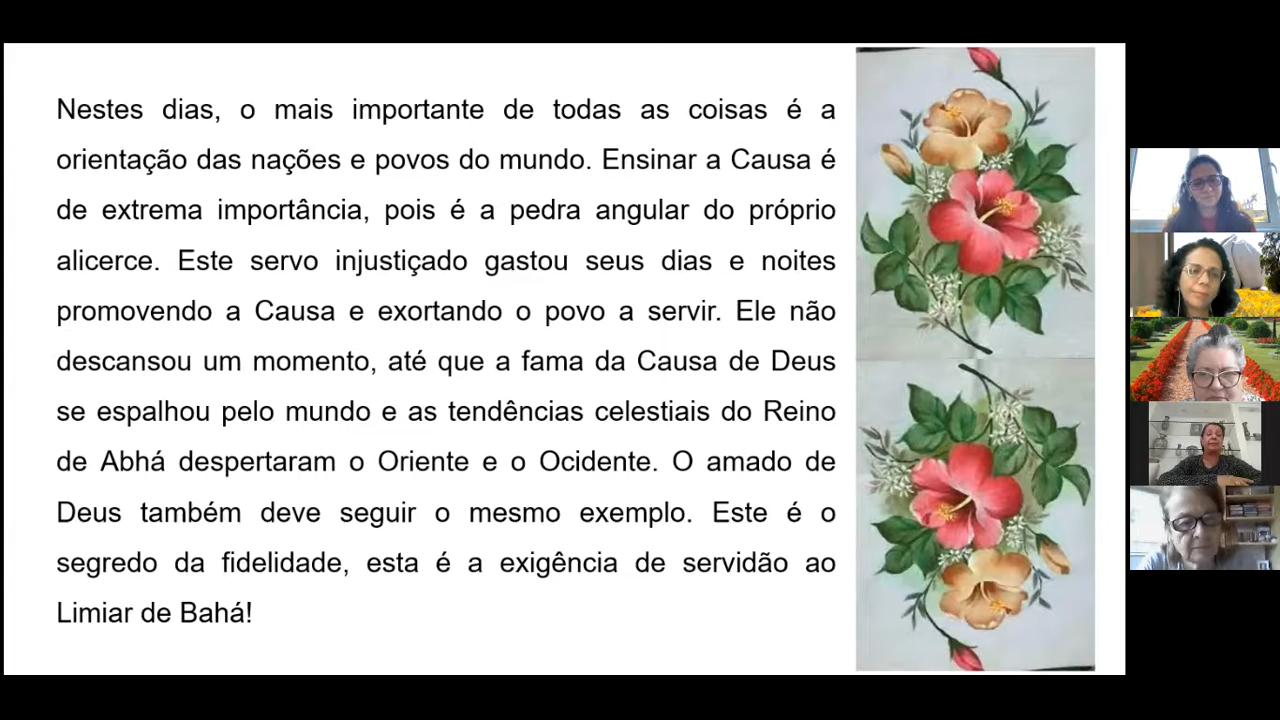 Nestes dias, o mais importante de todas as coisas é a
orientação das nações e povos do mundo. Ensinar a Causa é
de extrema importância, pois é a pedra angular do próprio
alicerce. Este servo injustiçado gastou seus dias e noites
promovendo a Causa e exortando o povo a servir. Ele não
descansou um momento, até que a fama da Causa de Deus
se espalhou pelo mundo e as tendências celestiais do Reino
de Abhá despertaram o Oriente e o Ocidente. O amado de
Deus também deve seguir o mesmo exemplo. Este é o
segredo da fidelidade, esta é a exigência de servidão ao
Limiar de Bahá!